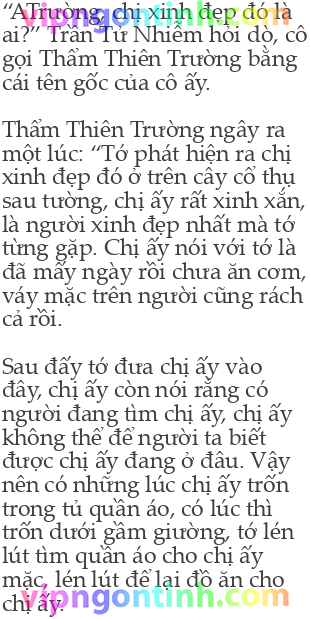 “ATrường, chị xinh đẹp đó là
ai?” Trần Tử Nhiễm hỏi dò, cô
gọi Thẩm Thiên Trường bằng
cái tên gốc của cô ấy.
Thẩm Thiên Trường ngây ra
một lúc: “Tớ phát hiện ra chị
xinh đẹp đó ở trên cây cổ thụ
sau tường, chị ấy rất xinh xắn,
là người xinh đẹp nhất mà tớ
từng gặp. Chị ấy nói với tớ là
đã mấy ngày rồi chưa ăn cơm,
váy mặc trên người cũng rách
cả rồi.
Sau đấy tớ đưa chị ấy vào
đây, chị ấy còn nói rằng có
người đang tìm chị ấy, chị ấy
không thể để người ta biết
được chị ấy đang ở đâu. Vậy
nên có những lúc chị ấy trốn
trong tủ quần áo, có lúc thì
trốn dưới gầm giường, tớ lén
lút tìm quần áo cho chị ấy
mặc, lén lút để lại đồ ăn cho
chị ấy.
vipngontinh.com
vipngontinh.com